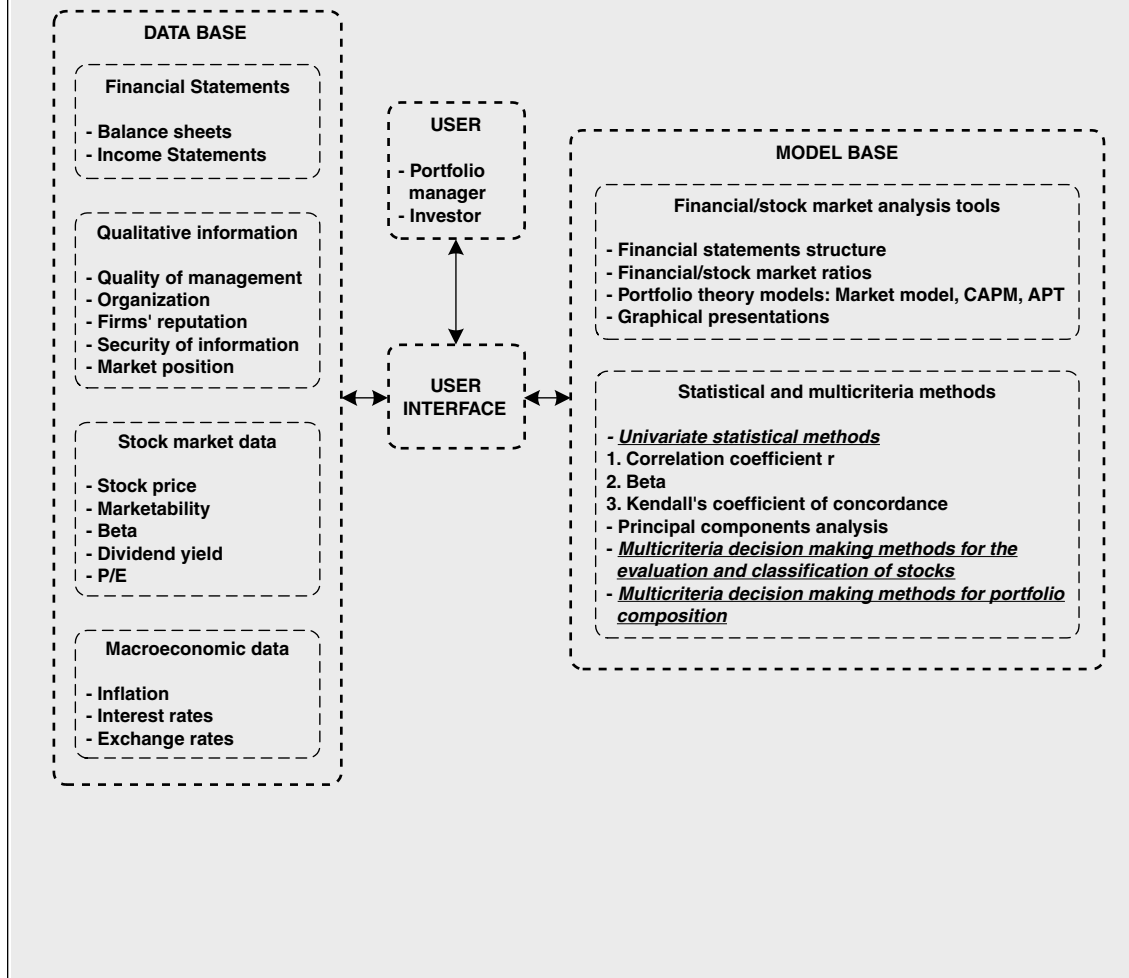 DATA BASE
Financial Statements
- Balance sheets
- Income Statements
Qualitative information
- Quality of management
- Organization
- Firms' reputation
- Security of information
- Market position
Stock market data
- Stock price
- Marketability
- Beta
- Dividend yield
- P/E
Macroeconomic data
- Inflation
- Interest rates
- Exchange rates
USER
- Portfolio
manager
- Investor
USER
INTERFACE
MODEL BASE
Financial/stock market analysis tools
- Financial statements structure
- Financial/stock market ratios
- Portfolio theory models: Market model, CAPM, APT
- Graphical presentations
Statistical and multicriteria methods
- Univariate statistical methods
1. Correlation coefficient r
2. Beta
3. Kendall's coefficient of concordance
- Principal components analysis
- Multicriteria decision making methods for the
evaluation and classification of stocks
- Multicriteria decision making methods for portfolio
composition